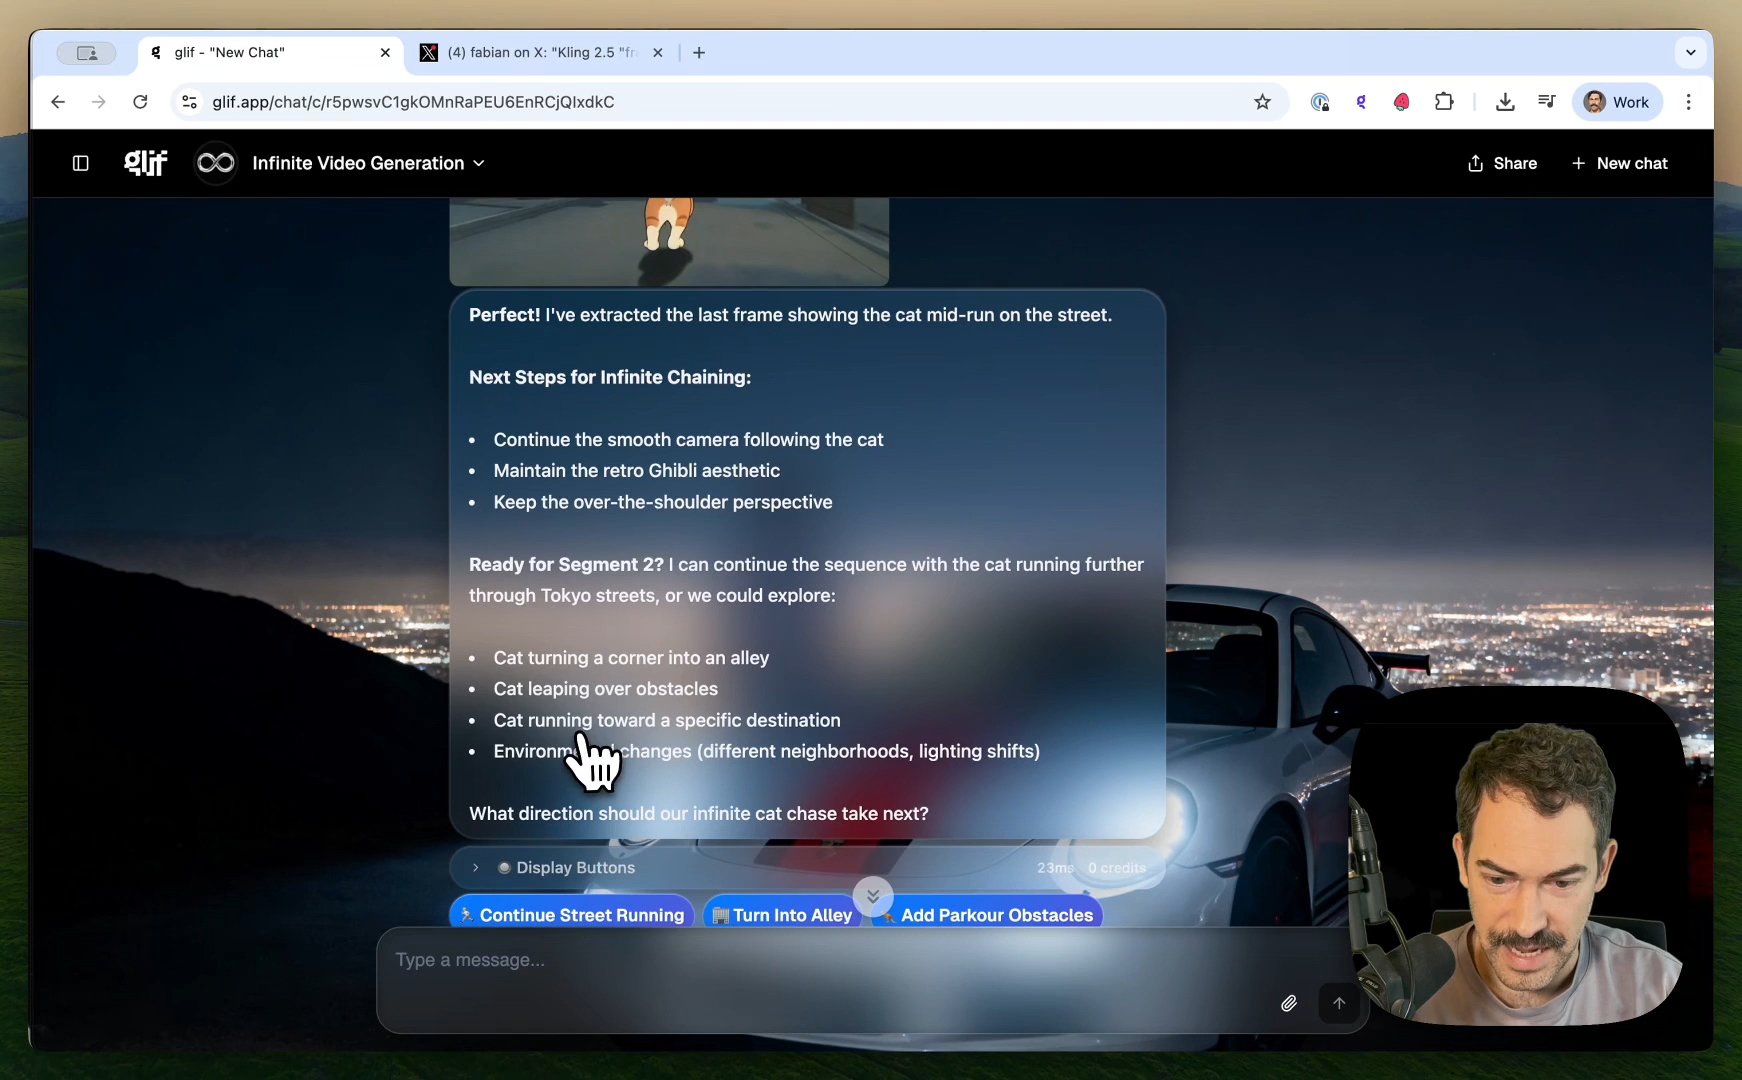 glif - "New Chat"
(4) fabian on X: "Kling 2.5 "fra
glif.app/chat/c/r5pwsvC1gkOMnRaPEU6EnRCjQIxdkC
Work
glif
Infinite Video Generation
Share
New chat
Perfect! I've extracted the last frame showing the cat mid-run on the street.
Next Steps for Infinite Chaining:
• Continue the smooth camera following the cat
• Maintain the retro Ghibli aesthetic
• Keep the over-the-shoulder perspective
Ready for Segment 2? I can continue the sequence with the cat running further
through Tokyo streets, or we could explore:
• Cat turning a corner into an alley
• Cat leaping over obstacles
• Cat running toward a specific destination
• changes (different neighborhoods, lighting shifts)
What direction should our infinite cat chase take next?
Display Buttons
23ms 0 credits
Continue Street Running
Turn Into Alley
Add Parkour Obstacles
Type a message...